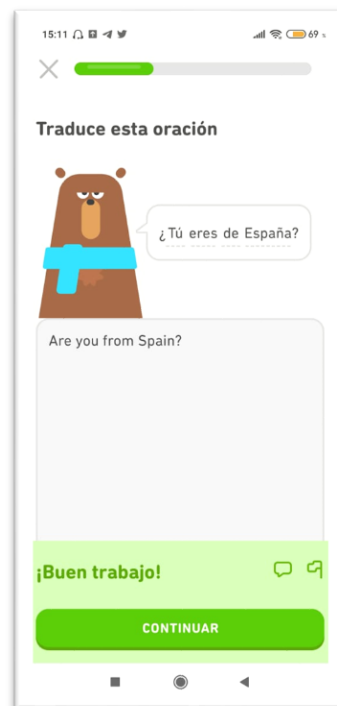 15:11
69 %
Traduce esta oración
¿Tú eres de España?
Are you from Spain?
¡Buen trabajo!
CONTINUAR